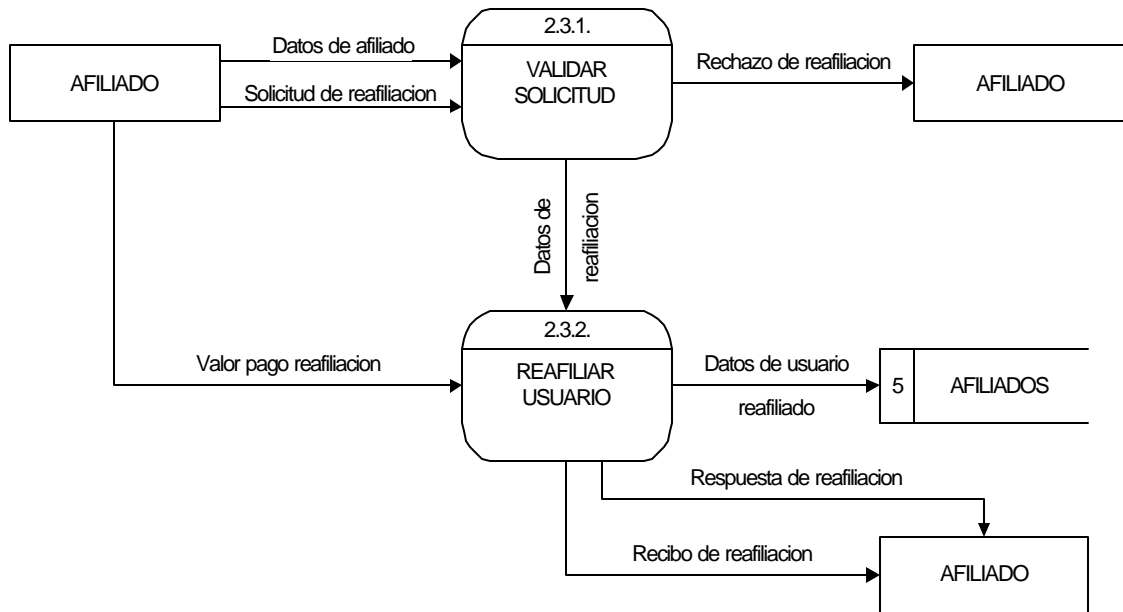 2.3.1.
Datos de afiliado
AFILIADO
VALIDAR
SOLICITUD
Rechazo de reafiliacion
AFILIADO
Solicitud de reafiliacion
Datos de
reafiliacion
2.3.2.
Valor pago reafiliacion
REAFILIAR
USUARIO
Datos de usuario
reafiliado
5
AFILIADOS
Respuesta de reafiliacion
Recibo de reafiliacion
AFILIADO